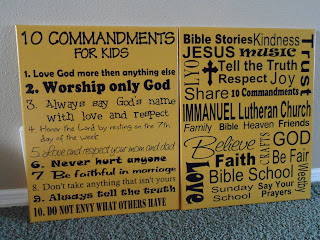 10 COMMANDMENTS
FOR KIDS
1. Love God more then anything else
2. Worship only God
3. Always say God's name
with love and respect
4. Honor the Lord by resting on the 7th
day of the week
5. Love and respect your mom and dad
6. Never hurt anyone
7. Be faithful in marriage
8. Don't take anything that isn't yours
9. Always tell the truth
10. DO NOT ENVY WHAT OTHERS HAVE
Bible Stories Kindness
JESUS music
Tell the Truth
Respect Joy
Share 10 Commandments
Trust
IMMANUEL Lutheran Church
Family Bible Heaven Friends
Believe GOD
CRAFTS
Faith Be Fair
Love
Bible School
Sunday Say Your
School Prayers